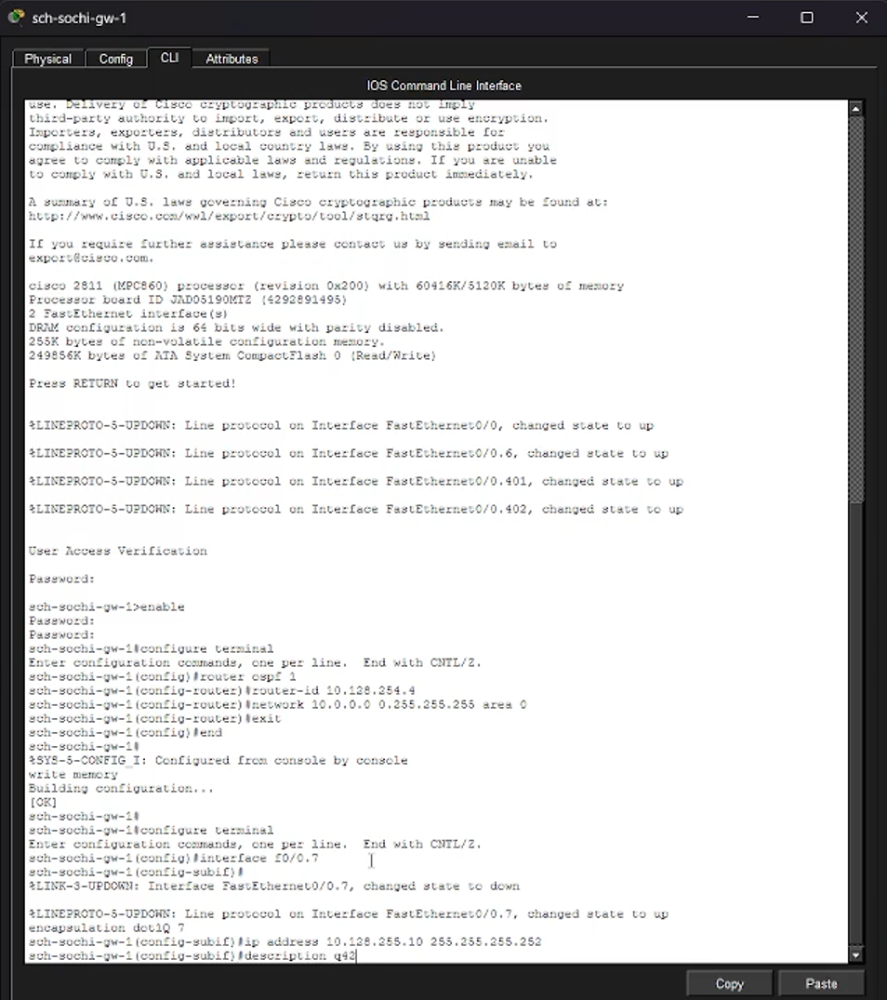 sch-sochi-gw-1
Physical
Config
CLI
Attributes
IOS Command Line Interface
use. Delivery of Cisco cryptographic products does not imply
third-party authority to import, export, distribute or use encryption.
Importers, exporters, distributors and users are responsible for
compliance with U.S. and local country laws. By using this product you
agree to comply with applicable laws and regulations. If you are unable
to comply with U.S. and local laws, return this product immediately.
A summary of U.S. laws governing Cisco cryptographic products may be found at:
http://www.cisco.com/wwl/export/crypto/tool/stqrg.html
If you require further assistance please contact us by sending email to
export@cisco.com.
cisco 2811 (MPC860) processor (revision 0x200) with 60416K/5120K bytes of memory
Processor board ID JAD05190MTZ (4292891495)
2 FastEthernet interface(s)
DRAM configuration is 64 bits wide with parity disabled.
255K bytes of non-volatile configuration memory.
249856K bytes of ATA System CompactFlash 0 (Read/Write)
Press RETURN to get started!
%LINEPROTO-5-UPDOWN: Line protocol on Interface FastEthernet0/0, changed state to up
%LINEPROTO-5-UPDOWN: Line protocol on Interface FastEthernet0/0.6, changed state to up
%LINEPROTO-5-UPDOWN: Line protocol on Interface FastEthernet0/0.401, changed state to up
%LINEPROTO-5-UPDOWN: Line protocol on Interface FastEthernet0/0.402, changed state to up
User Access Verification
Password:
sch-sochi-gw-1>enable
Password:
Password:
sch-sochi-gw-1#configure terminal
Enter configuration commands, one per line.  End with CNTL/Z.
sch-sochi-gw-1(config)#router ospf 1
sch-sochi-gw-1(config-router)#router-id 10.128.254.4
sch-sochi-gw-1(config-router)#network 10.0.0.0 0.255.255.255 area 0
sch-sochi-gw-1(config-router)#exit
sch-sochi-gw-1(config)#end
sch-sochi-gw-1#
%SYS-5-CONFIG_I: Configured from console by console
write memory
Building configuration...
[OK]
sch-sochi-gw-1#
sch-sochi-gw-1#configure terminal
Enter configuration commands, one per line.  End with CNTL/Z.
sch-sochi-gw-1(config)#interface f0/0.7
sch-sochi-gw-1(config-subif)#
%LINK-3-UPDOWN: Interface FastEthernet0/0.7, changed state to down
%LINEPROTO-5-UPDOWN: Line protocol on Interface FastEthernet0/0.7, changed state to up
encapsulation dot1Q 7
sch-sochi-gw-1(config-subif)#ip address 10.128.255.10 255.255.255.252
sch-sochi-gw-1(config-subif)#description q42
Copy
Paste